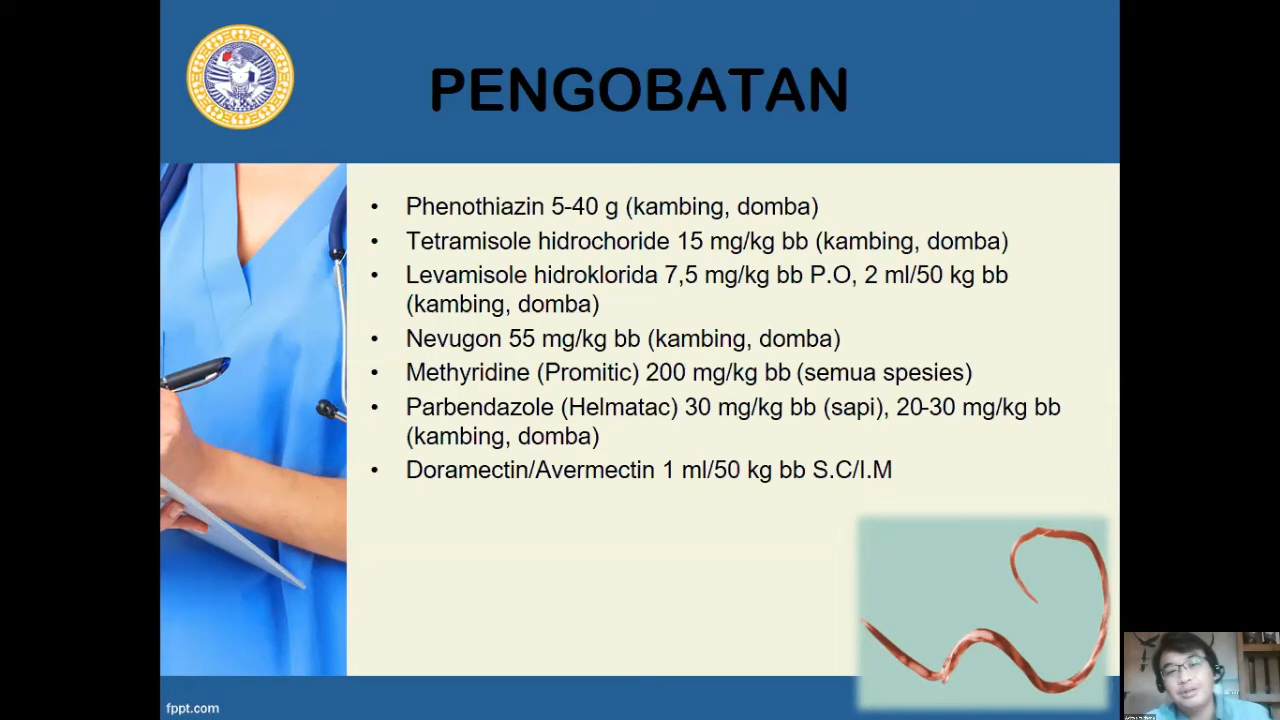 PENGOBATAN
• Phenothiazin 5-40 g (kambing, domba)
• Tetramisole hidrochoride 15 mg/kg bb (kambing, domba)
• Levamisole hidroklorida 7,5 mg/kg bb P.O, 2 ml/50 kg bb
(kambing, domba)
• Nevugon 55 mg/kg bb (kambing, domba)
• Methyridine (Promitic) 200 mg/kg bb (semua spesies)
• Parbendazole (Helmatac) 30 mg/kg bb (sapi), 20-30 mg/kg bb
(kambing, domba)
• Doramectin/Avermectin 1 ml/50 kg bb S.C/I.M
fppt.com